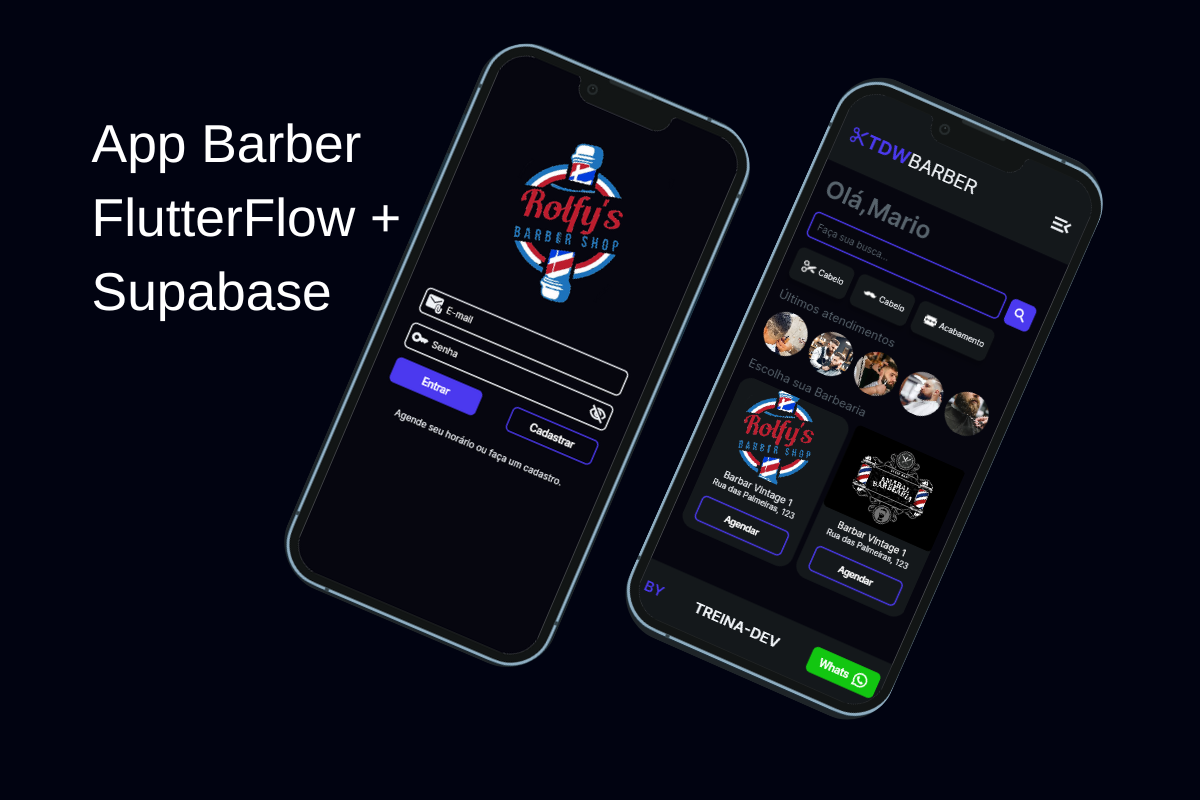 App Barber
FlutterFlow +
Supabase
Rolfy's
BARBER SHOP
E-mail
Senha
Entrar
Cadastrar
Agende seu horário ou faça um cadastro.
TDWBARBER
Olá,Mario
Faça sua busca...
Cabelo
Cabelo
Acabamento
Últimos atendimentos
Escolha sua Barbearia
Rolfy's
BARBER SHOP
Barbar Vintage 1
Rua das Palmeiras, 123
Agendar
BARBEARIA
Barbar Vintage 1
Rua das Palmeiras, 123
Agendar
BY
TREINA-DEV
Whats